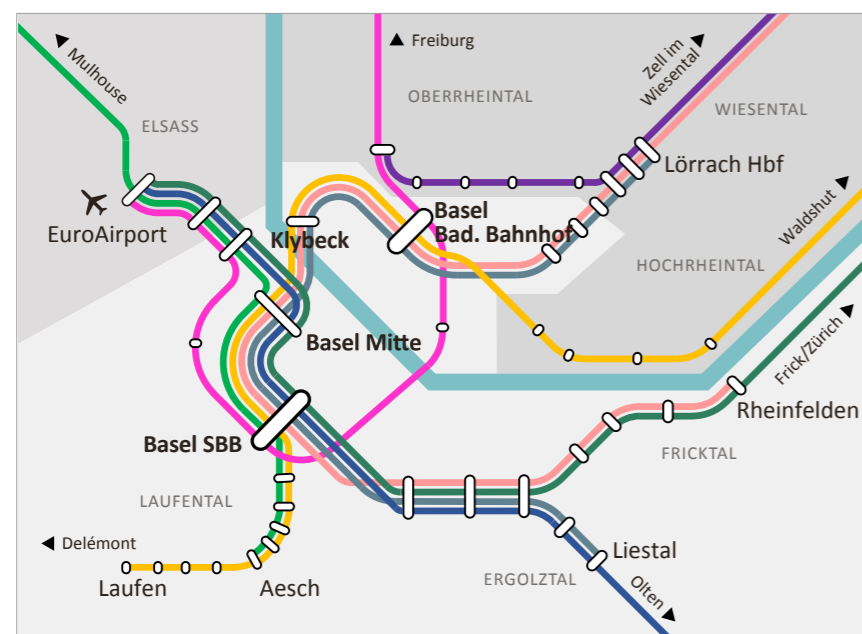 Mulhouse
Freiburg
Zell im
Wiesental
ELSASS
OBERRHEINTAL
WIESENTAL
Lörrach Hbf
EuroAirport
Klybeck
Basel
Bad. Bahnhof
Waldshut
HOCHRHEINTAL
Basel Mitte
Frick/Zürich
Rheinfelden
Basel SBB
FRICKTAL
LAUFENTAL
Delémont
Liestal
Laufen
Aesch
ERGOLZTAL
Olten